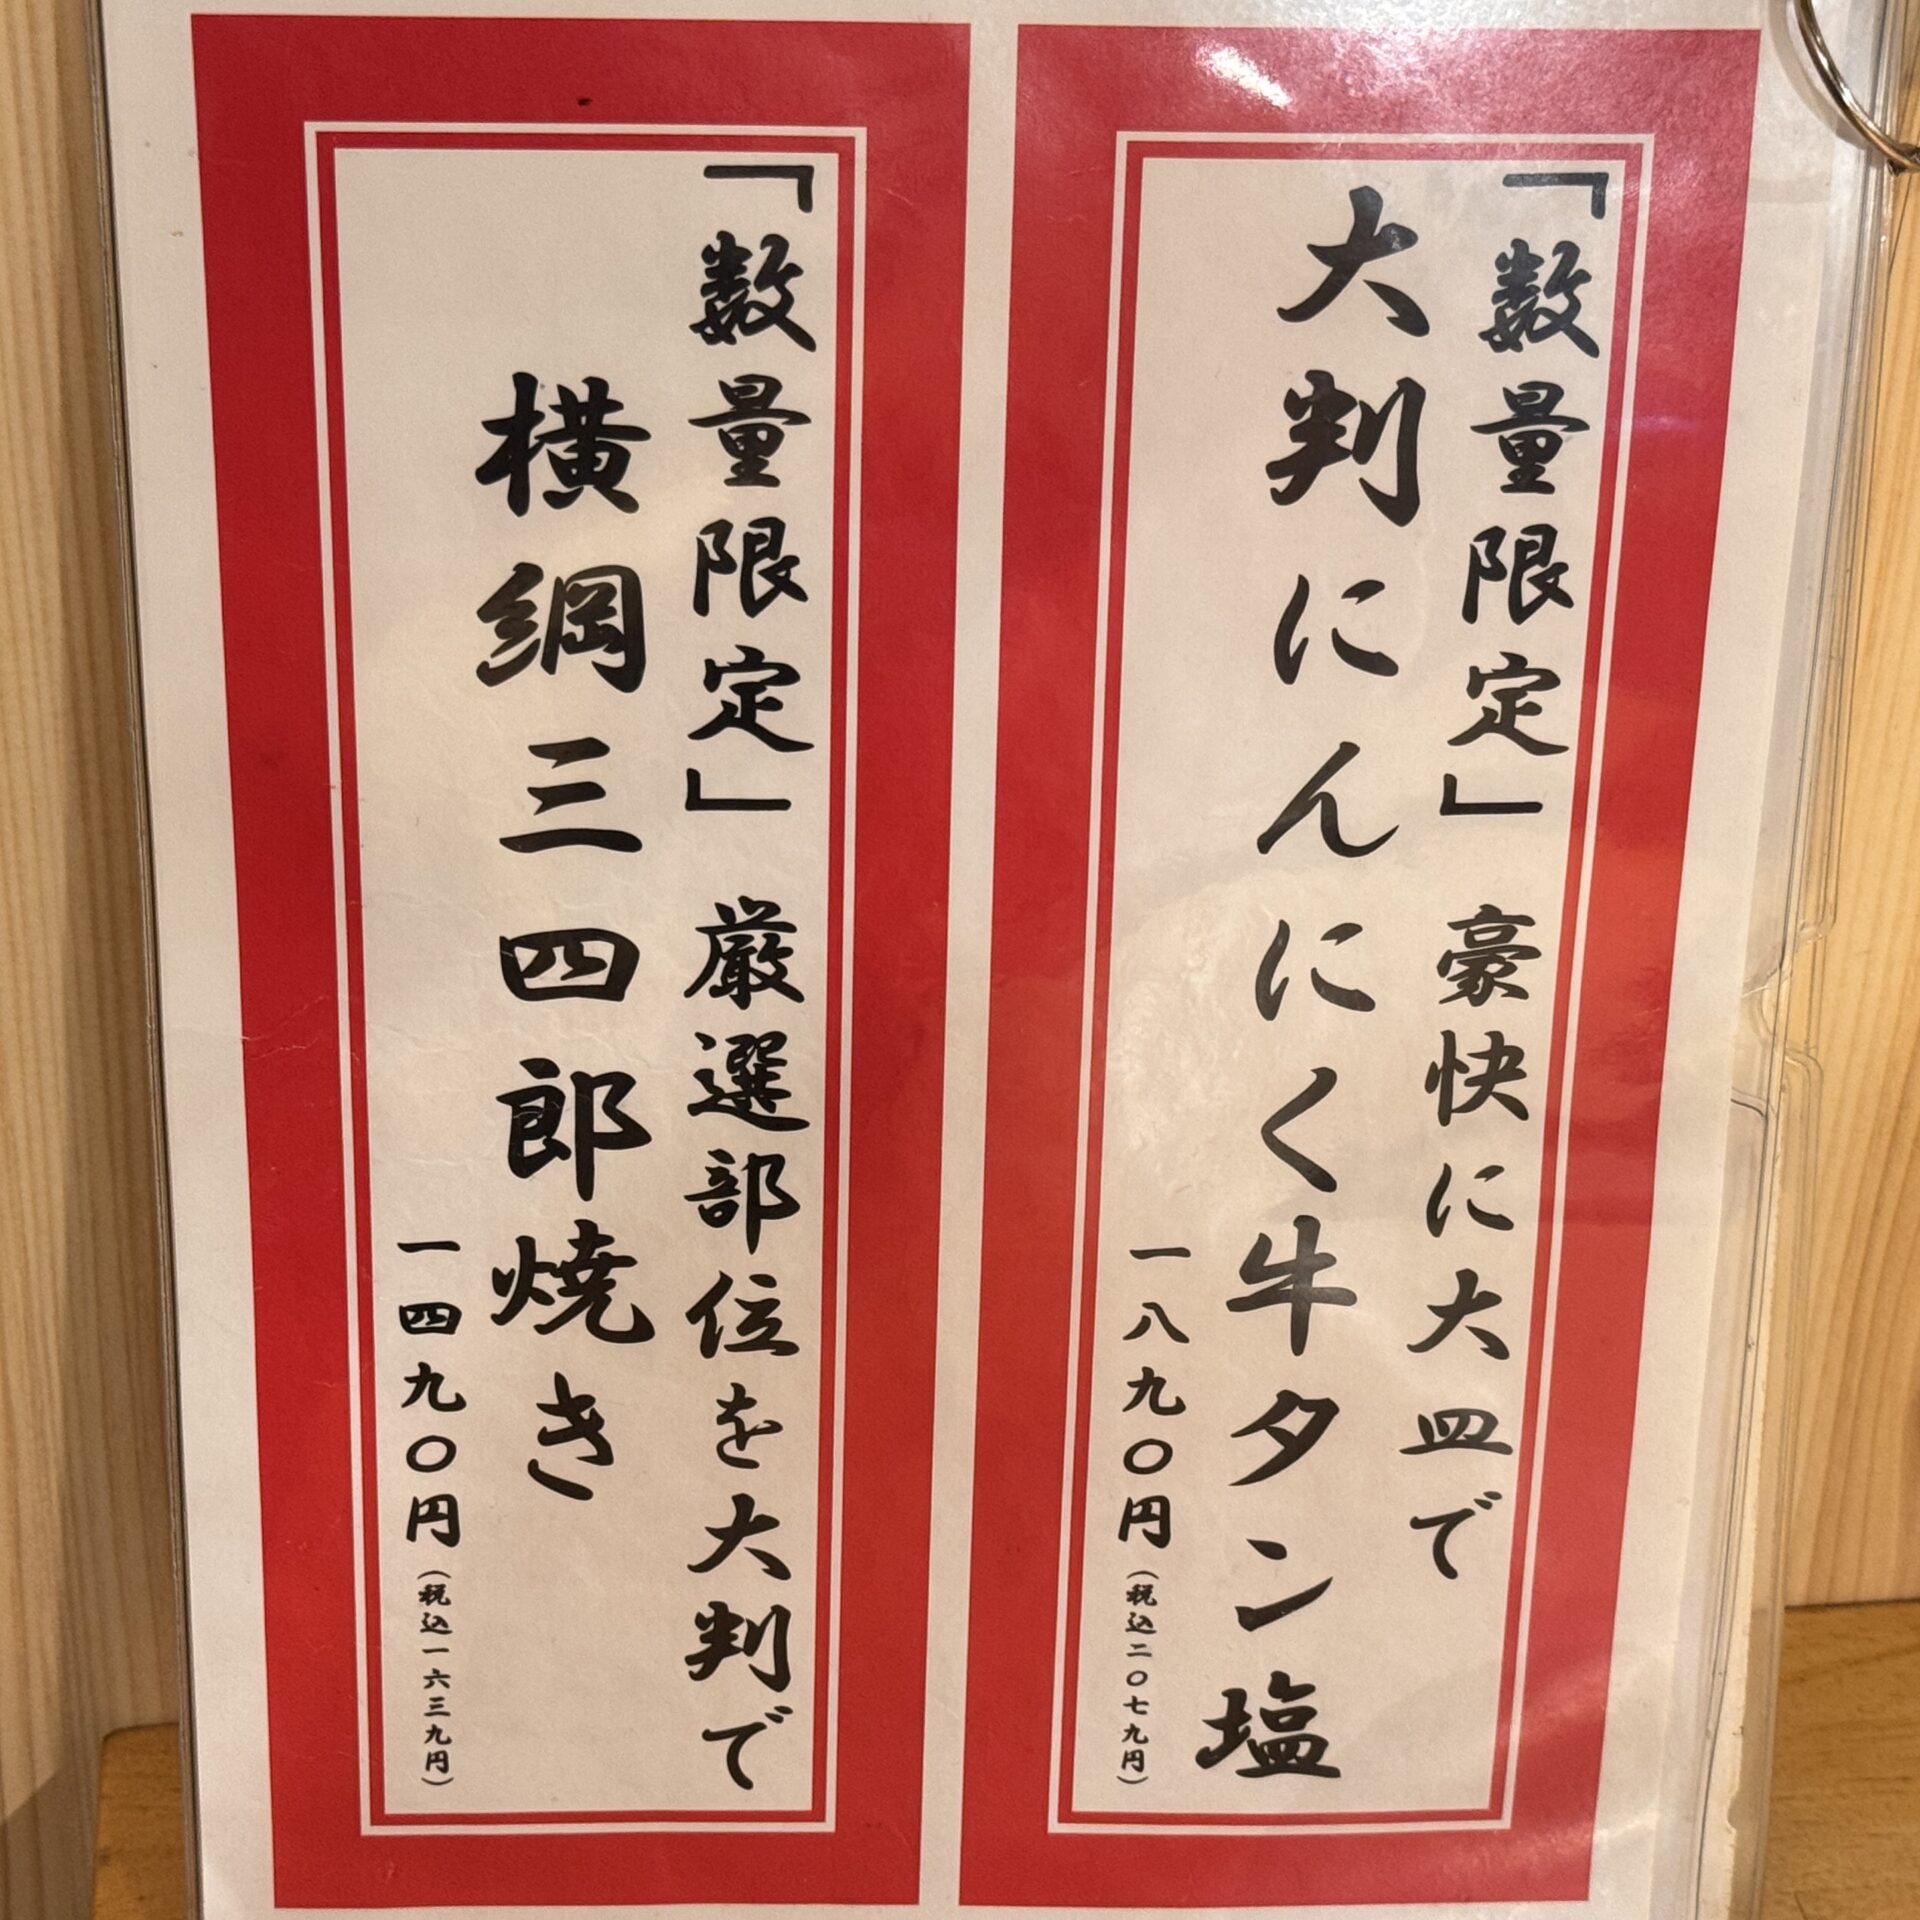 「数量限定」豪快に大皿で
大判にんにく牛タン塩
一八九〇円(税込二〇七九円)
「数量限定」厳選部位を大判で
横綱三四郎焼き
一四九〇円(税込一六三九円)